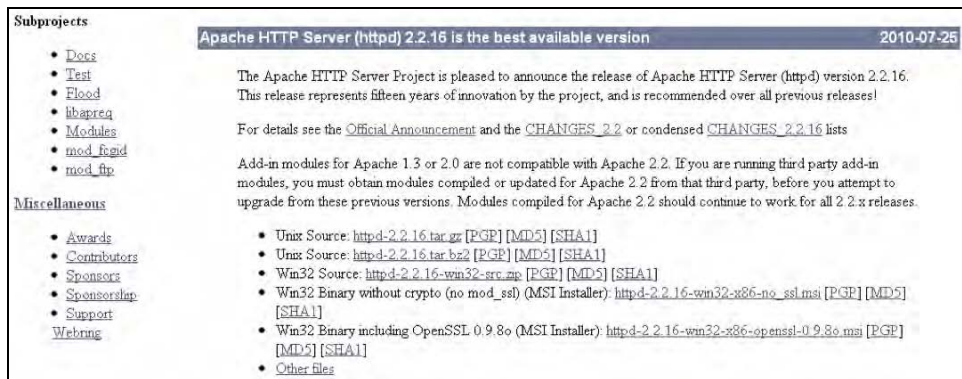 Subprojects
Docs
Test
Flood
libapreq
Modules
mod_fcgid
mod_ftp
Miscellaneous
Awards
Contributors
Sponsors
Sponsorship
Support
Webring
Apache HTTP Server (httpd) 2.2.16 is the best available version 2010-07-25
The Apache HTTP Server Project is pleased to announce the release of Apache HTTP Server (httpd) version 2.2.16.
This release represents fifteen years of innovation by the project, and is recommended over all previous releases!
For details see the Official Announcement and the CHANGES_2.2 or condensed CHANGES_2.2.16 lists
Add-in modules for Apache 1.3 or 2.0 are not compatible with Apache 2.2. If you are running third party add-in
modules, you must obtain modules compiled or updated for Apache 2.2 from that third party, before you attempt to
upgrade from these previous versions. Modules compiled for Apache 2.2 should continue to work for all 2.2.x releases.
Unix Source: httpd-2.2.16.tar.gz [PGP] [MD5] [SHA1]
Unix Source: httpd-2.2.16.tar.bz2 [PGP] [MD5] [SHA1]
Win32 Source: httpd-2.2.16-win32-src.zip [PGP] [MD5] [SHA1]
Win32 Binary without crypto (no mod_ssl) (MSI Installer): httpd-2.2.16-win32-x86-no_ssl.msi [PGP] [MD5]
[SHA1]
Win32 Binary including OpenSSL 0.9.8o (MSI Installer): httpd-2.2.16-win32-x86-openssl-0.9.8o.msi [PGP]
[MD5] [SHA1]
Other files